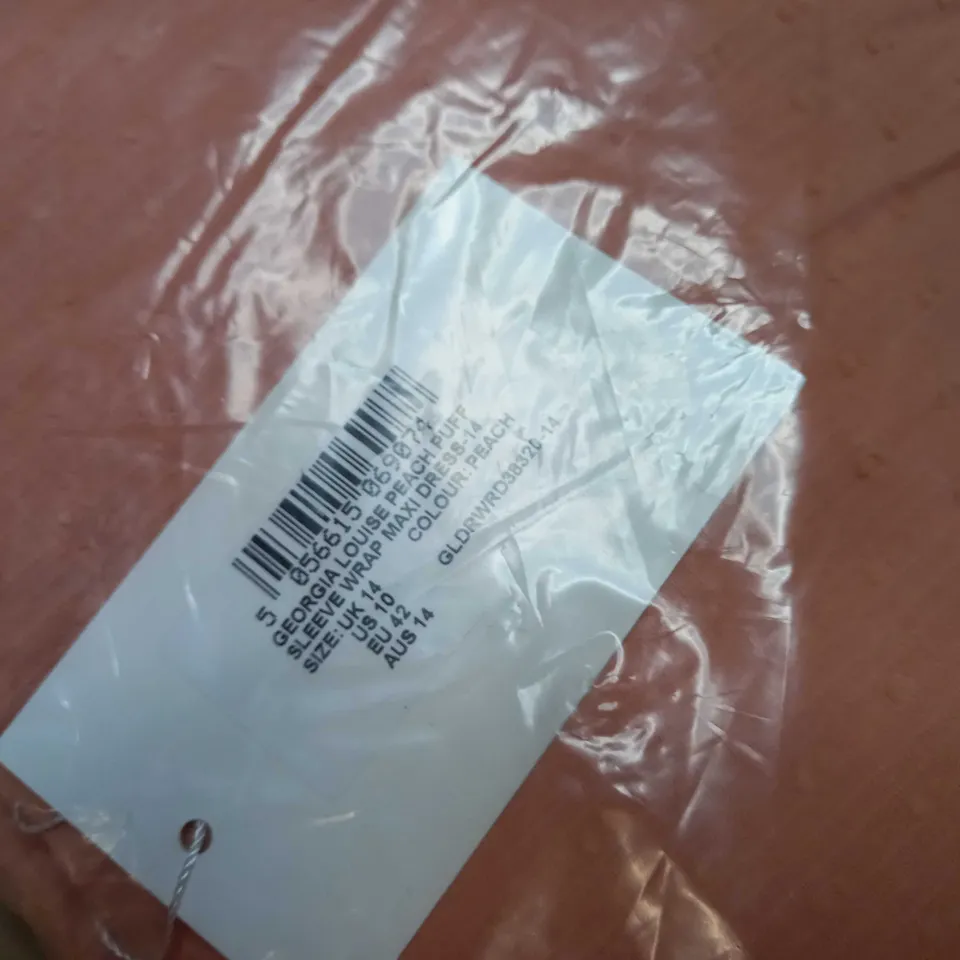 5 056615 069074
GEORGIA LOUISE PEACH PUFF
SLEEVE WRAP MAXI DRESS-14
SIZE: UK 14 COLOUR: PEACH
US 10
EU 42 GLDRWRD38320-14
AUS 14